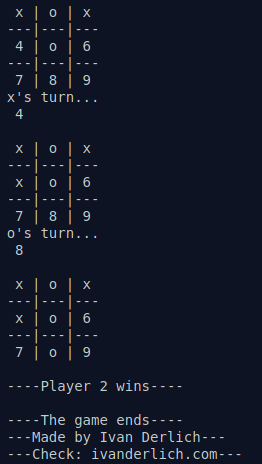 x | o | x
---|---|---
4 | o | 6
---|---|---
7 | 8 | 9
x's turn...
4
x | o | x
---|---|---
x | o | 6
---|---|---
7 | 8 | 9
o's turn...
8
x | o | x
---|---|---
x | o | 6
---|---|---
7 | o | 9
----Player 2 wins----
----The game ends----
---Made by Ivan Derlich---
---Check: ivanderlich.com---